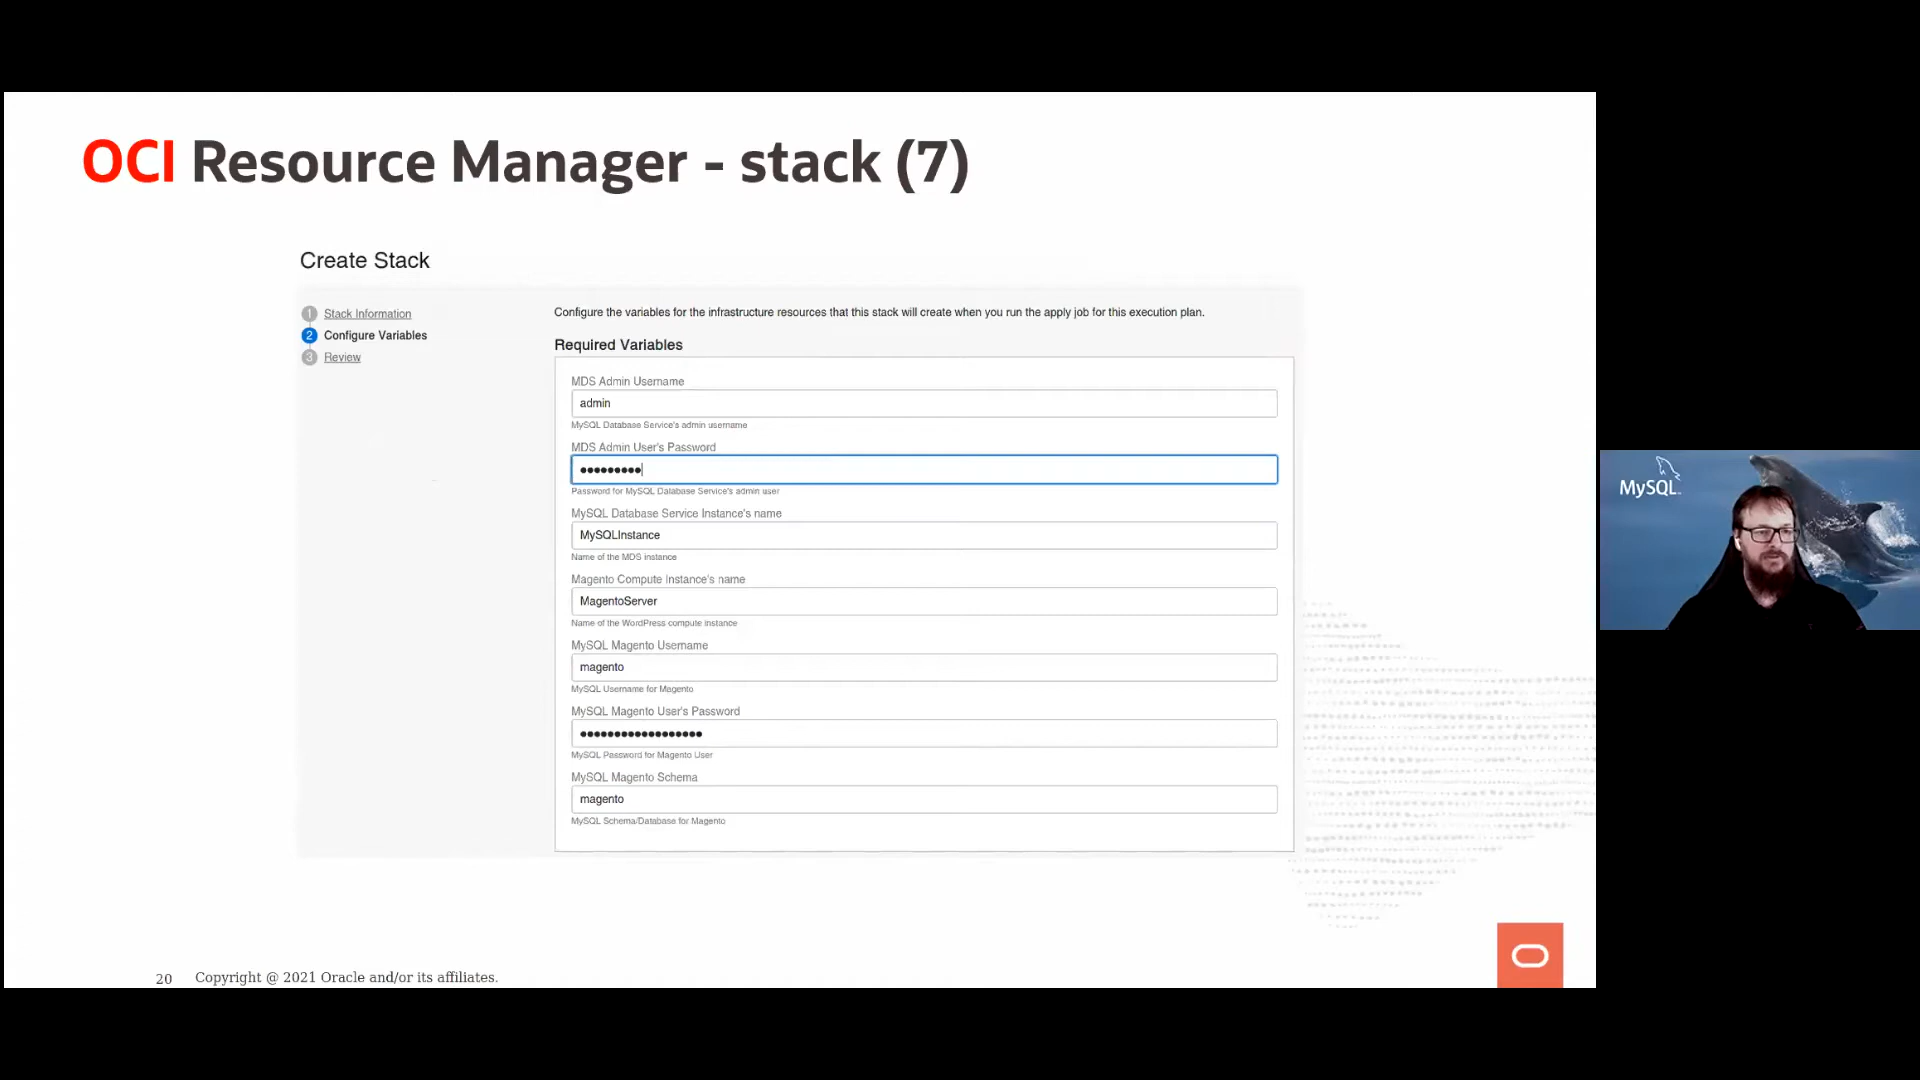 OCI Resource Manager - stack (7)
Create Stack
1 Stack Information
2 Configure Variables
3 Review
Configure the variables for the infrastructure resources that this stack will create when you run the apply job for this execution plan.
Required Variables
MDS Admin Username
admin
MySQL Database Service's admin username
MDS Admin User's Password
•••••••••
Password for MySQL Database Service's admin user
MySQL Database Service Instance's name
MySQLInstance
Name of the MDS instance
Magento Compute Instance's name
MagentoServer
Name of the WordPress compute instance
MySQL Magento Username
magento
MySQL Username for Magento
MySQL Magento User's Password
••••••••••••••••••
MySQL Password for Magento User
MySQL Magento Schema
magento
MySQL Schema/Database for Magento
MySQL
20 Copyright @ 2021 Oracle and/or its affiliates.